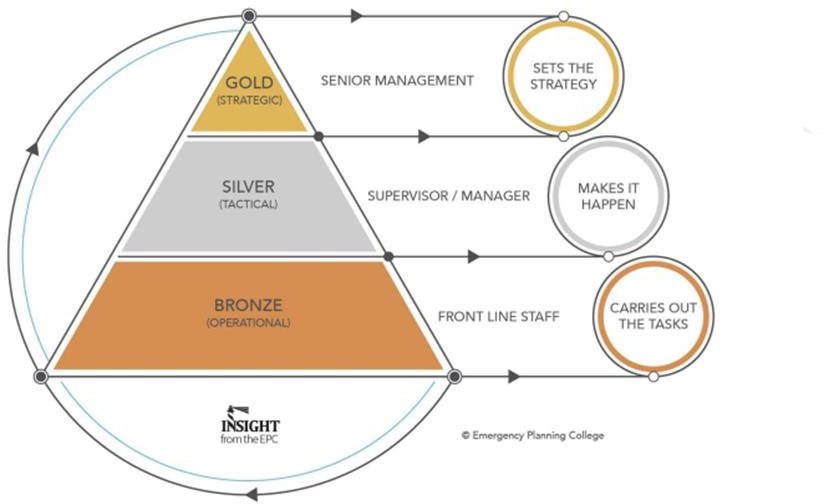 GOLD
(STRATEGIC)
SENIOR MANAGEMENT
SETS THE
STRATEGY
SILVER
(TACTICAL)
SUPERVISOR / MANAGER
MAKES IT
HAPPEN
BRONZE
(OPERATIONAL)
FRONT LINE STAFF
CARRIES OUT
THE TASKS
INSIGHT
from the EPC
© Emergency Planning College